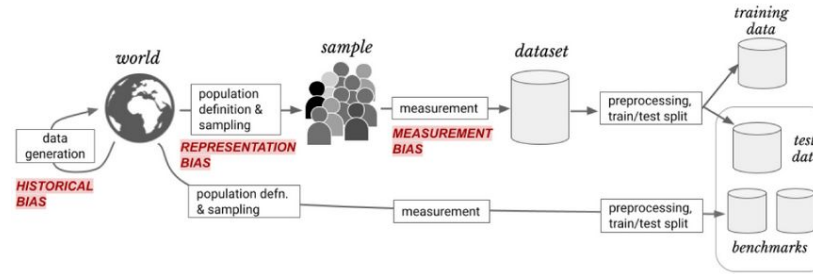 training
data
world
sample
dataset
population
definition &
sampling
measurement
preprocessing,
train/test split
data
generation
REPRESENTATION
BIAS
MEASUREMENT
BIAS
test
HISTORICAL
BIAS
population defn.
& sampling
measurement
preprocessing,
train/test split
benchmarks